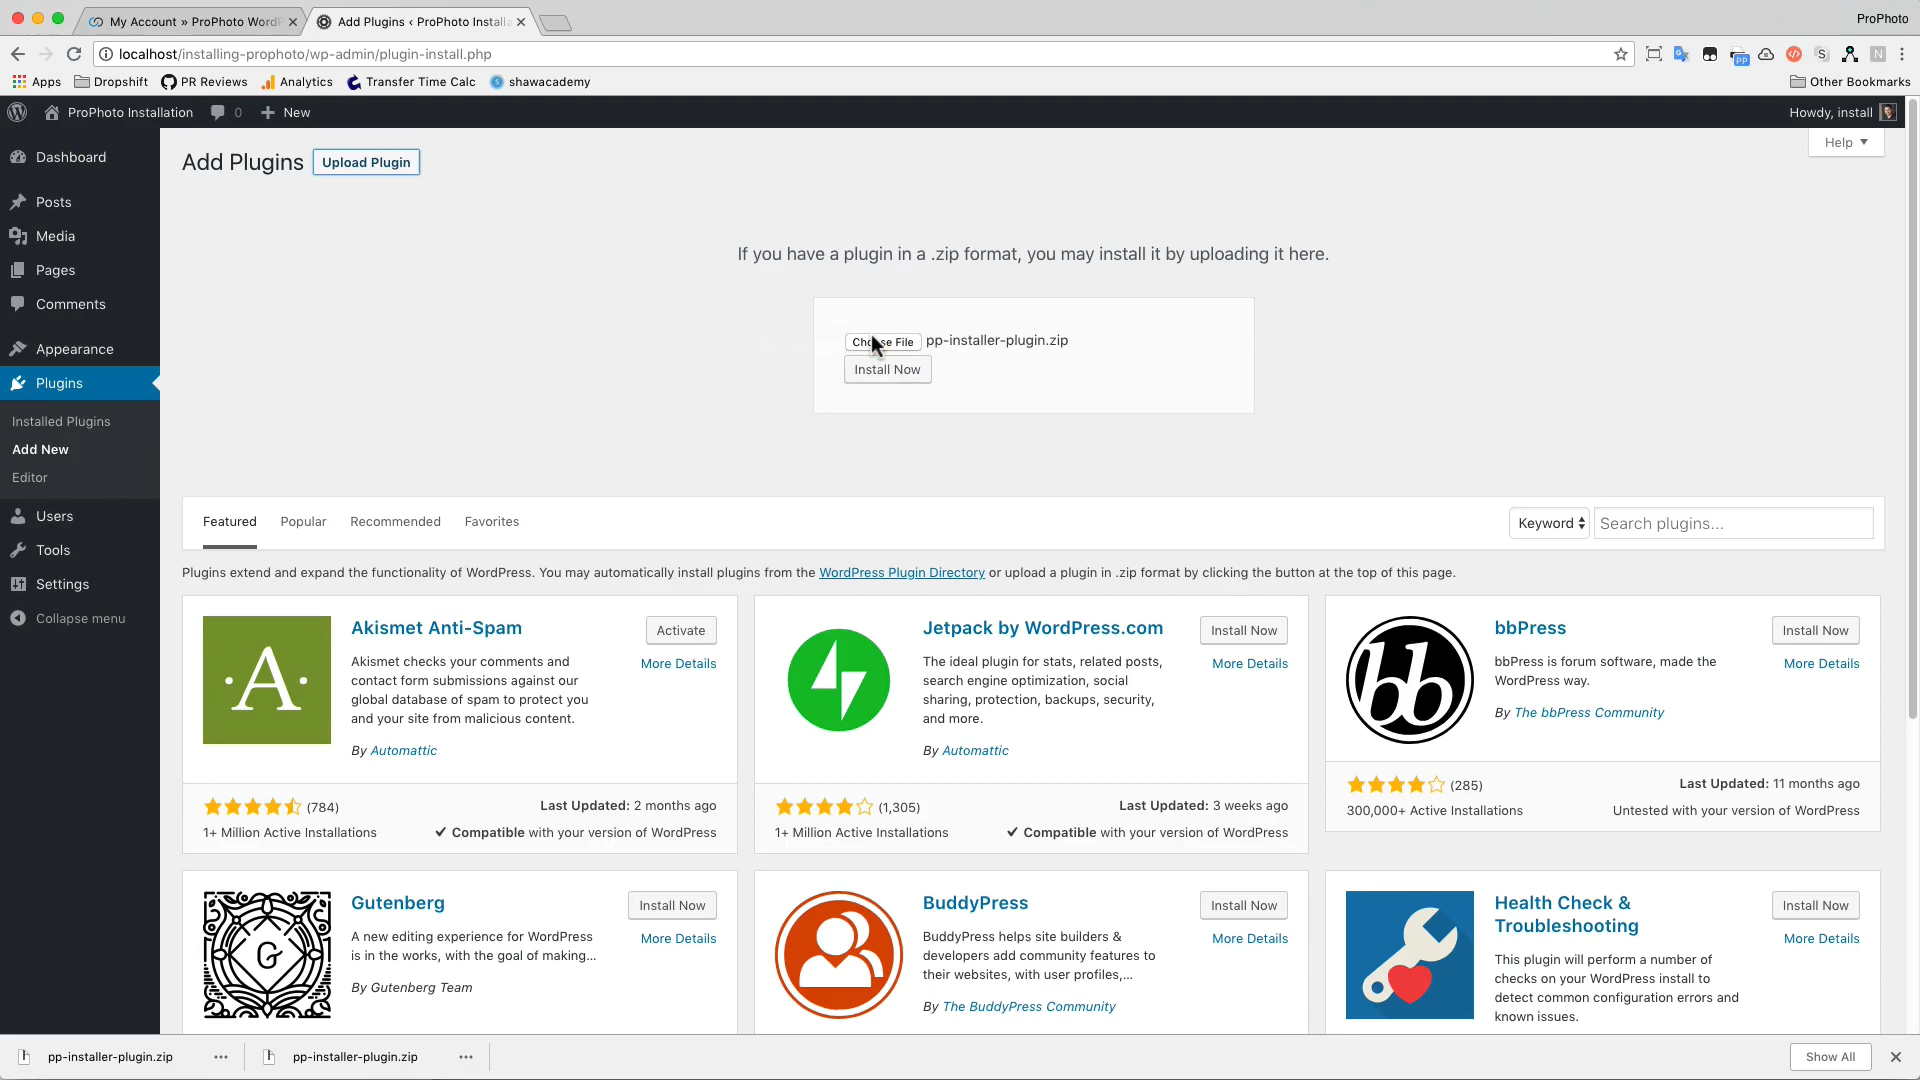 My Account » ProPhoto WordP
Add Plugins ‹ ProPhoto Installa
ProPhoto
localhost/installing-prophoto/wp-admin/plugin-install.php
Apps
Dropshift
PR Reviews
Analytics
Transfer Time Calc
shawacademy
Other Bookmarks
ProPhoto Installation
0
New
Howdy, install
Dashboard
Posts
Media
Pages
Comments
Appearance
Plugins
Installed Plugins
Add New
Editor
Users
Tools
Settings
Collapse menu
Add Plugins
Upload Plugin
Help
If you have a plugin in a .zip format, you may install it by uploading it here.
Choose File pp-installer-plugin.zip
Install Now
Featured
Popular
Recommended
Favorites
Keyword
Search plugins...
Plugins extend and expand the functionality of WordPress. You may automatically install plugins from the WordPress Plugin Directory or upload a plugin in .zip format by clicking the button at the top of this page.
A
Akismet Anti-Spam
Activate
More Details
Akismet checks your comments and
contact form submissions against our
global database of spam to protect you
and your site from malicious content.
By Automattic
(784)
Last Updated: 2 months ago
1+ Million Active Installations
Compatible with your version of WordPress
Jetpack by WordPress.com
Install Now
More Details
The ideal plugin for stats, related posts,
search engine optimization, social
sharing, protection, backups, security,
and more.
By Automattic
(1,305)
Last Updated: 3 weeks ago
1+ Million Active Installations
Compatible with your version of WordPress
bb
bbPress
Install Now
More Details
bbPress is forum software, made the
WordPress way.
By The bbPress Community
(285)
Last Updated: 11 months ago
300,000+ Active Installations
Untested with your version of WordPress
G
Gutenberg
Install Now
More Details
A new editing experience for WordPress
is in the works, with the goal of making...
By Gutenberg Team
BuddyPress
Install Now
More Details
BuddyPress helps site builders &
developers add community features to
their websites, with user profiles,...
By The BuddyPress Community
Health Check &
Troubleshooting
Install Now
More Details
This plugin will perform a number of
checks on your WordPress install to
detect common configuration errors and
known issues.
pp-installer-plugin.zip
pp-installer-plugin.zip
Show All